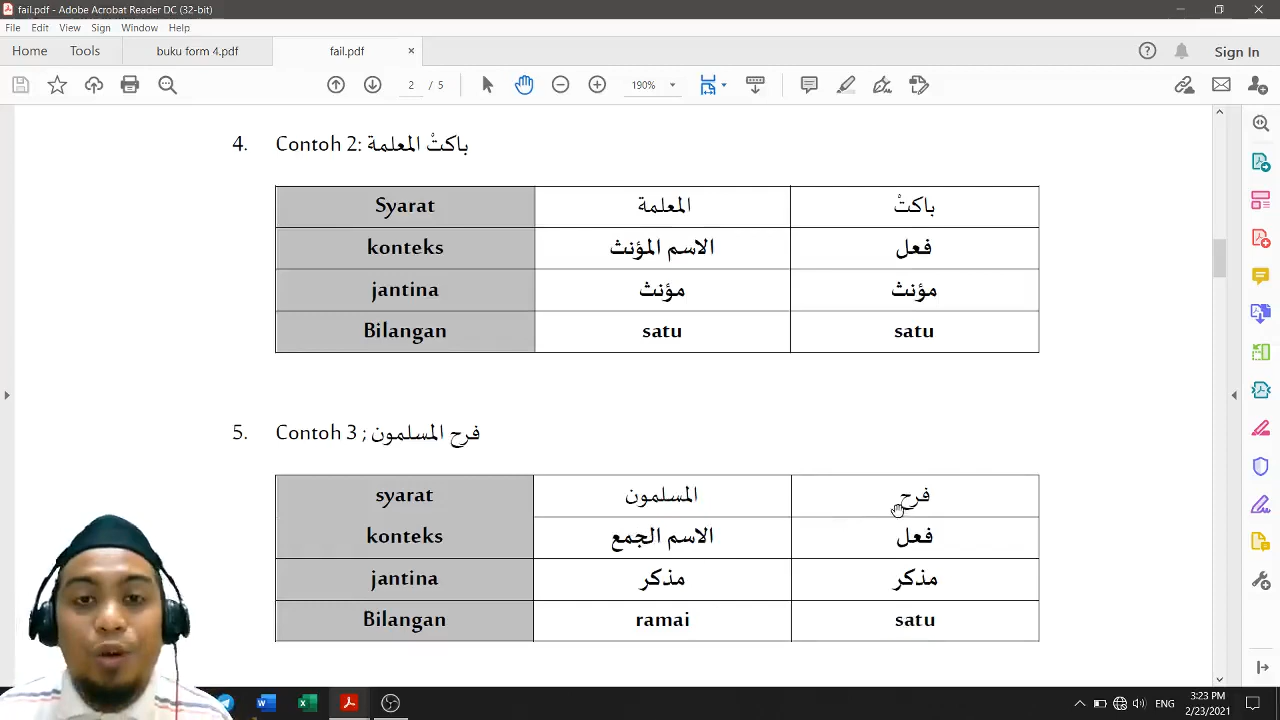 fail.pdf - Adobe Acrobat Reader DC (32-bit)
File Edit View Sign Window Help
Home Tools buku form 4.pdf fail.pdf × Sign In
2 / 5 190%
4. Contoh 2: باكتْ المعلمة
Syarat المعلمة باكتْ
konteks الاسم المؤنث فعل
jantina مؤنث مؤنث
Bilangan satu satu
5. Contoh 3 ; فرح المسلمون
syarat المسلمون فرح
konteks الاسم الجمع فعل
jantina مذكر مذكر
Bilangan ramai satu
ENG 3:23 PM
2/23/2021